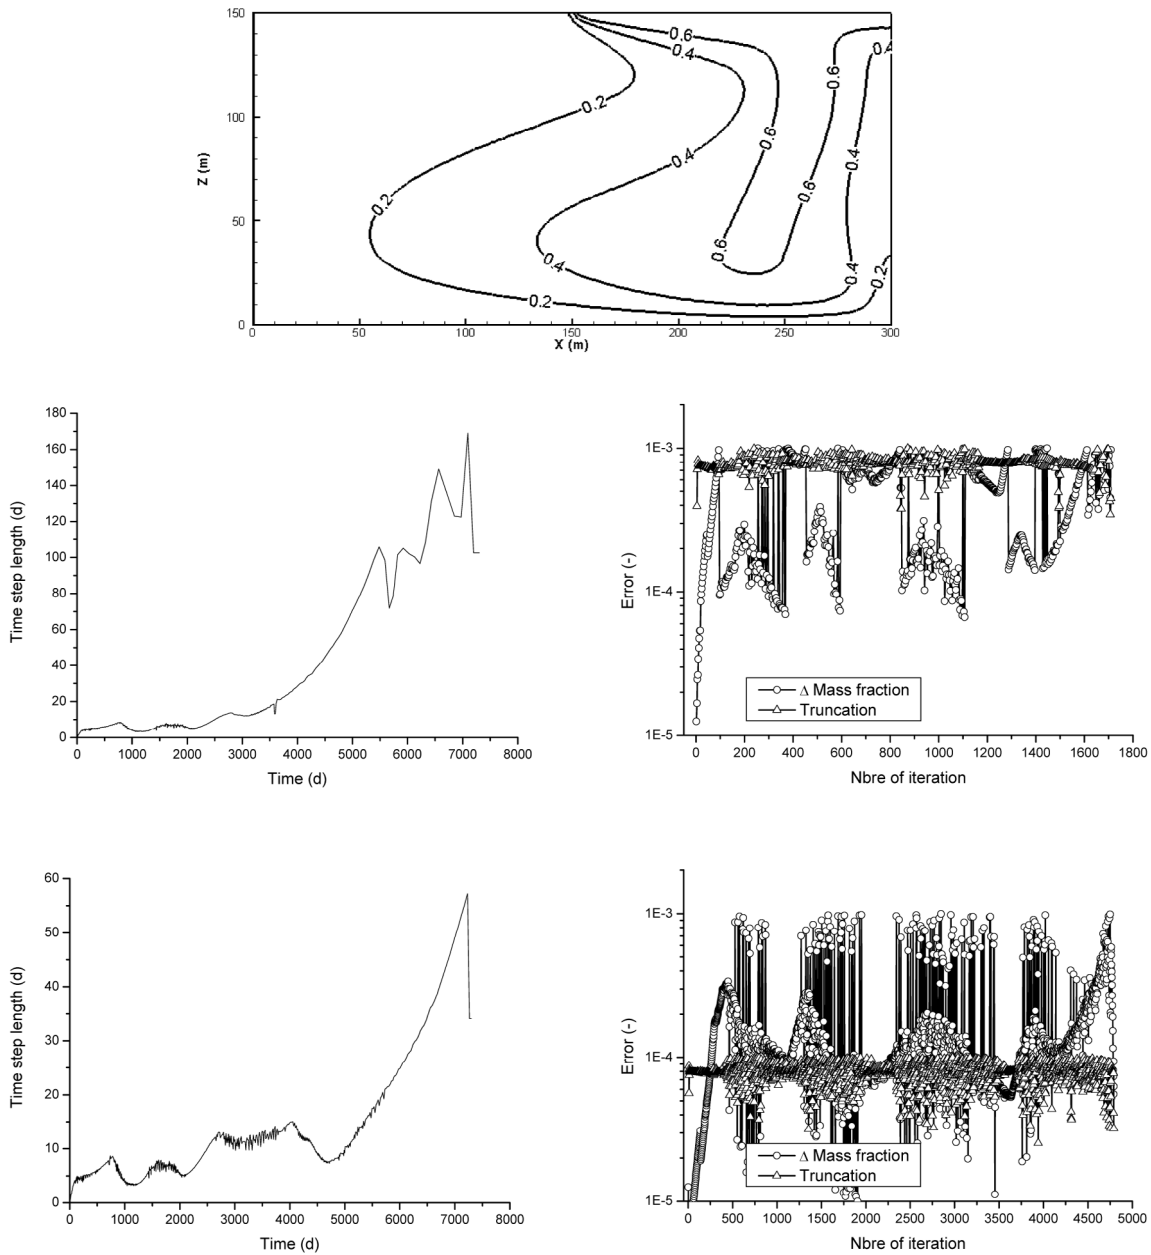 150
100
50
0
Z (m)
0.6
0.4
0.2
0.6
0.4
0.6
0.4
0.4
0.6
0.2
0.6
0.4
0.4
0.2
0.2
0 50 100 150 200 250 300
X (m)
180
160
140
120
100
80
60
40
20
0
Time step length (d)
0 1000 2000 3000 4000 5000 6000 7000 8000
Time (d)
1E-3
1E-4
1E-5
Error (-)
Δ Mass fraction
Truncation
0 200 400 600 800 1000 1200 1400 1600 1800
Nbre of iteration
60
50
40
30
20
10
0
Time step length (d)
0 1000 2000 3000 4000 5000 6000 7000 8000
Time (d)
1E-3
1E-4
1E-5
Error (-)
Δ Mass fraction
Truncation
0 500 1000 1500 2000 2500 3000 3500 4000 4500 5000
Nbre of iteration